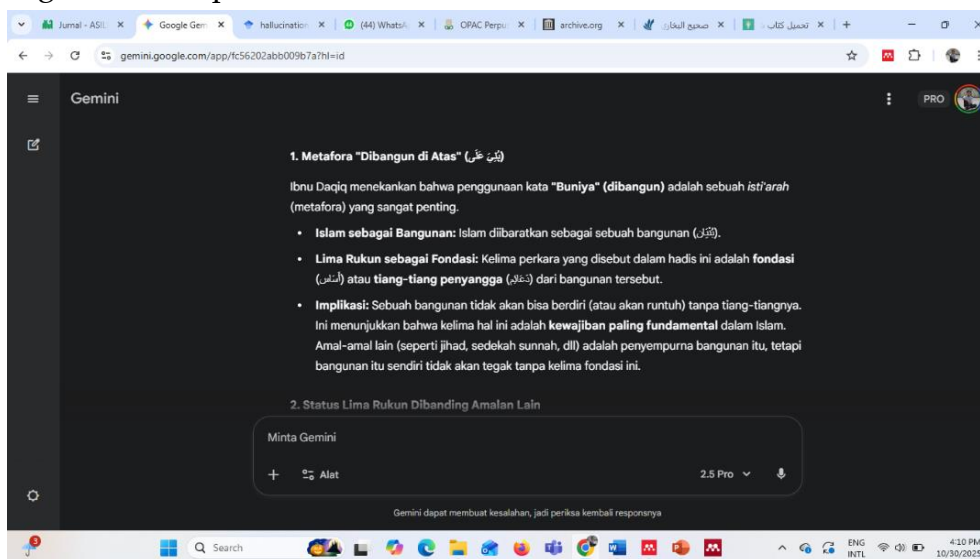 Jurnal - ASIL
Google Gem
hallucination
(44) WhatsA
OPAC Perpu
archive.org
صحيح البخاري
تحميل كتاب
gemini.google.com/app/fc56202abb009b7a?hl=id
Gemini
PRO
1. Metafora "Dibangun di Atas" (بُنِيَ عَلَى)
Ibnu Daqiq menekankan bahwa penggunaan kata "Buniya" (dibangun) adalah sebuah isti'arah
(metafora) yang sangat penting.
• Islam sebagai Bangunan: Islam diibaratkan sebagai sebuah bangunan (بُنْيَان).
• Lima Rukun sebagai Fondasi: Kelima perkara yang disebut dalam hadis ini adalah fondasi
(أساس) atau tiang-tiang penyangga (دَعَائِم) dari bangunan tersebut.
• Implikasi: Sebuah bangunan tidak akan bisa berdiri (atau akan runtuh) tanpa tiang-tiangnya.
Ini menunjukkan bahwa kelima hal ini adalah kewajiban paling fundamental dalam Islam.
Amal-amal lain (seperti jihad, sedekah sunnah, dll) adalah penyempurna bangunan itu, tetapi
bangunan itu sendiri tidak akan tegak tanpa kelima fondasi ini.
2. Status Lima Rukun Dibanding Amalan Lain
Minta Gemini
Alat
2.5 Pro
Gemini dapat membuat kesalahan, jadi periksa kembali responsnya
Search
ENG
INTL
4:10 PM